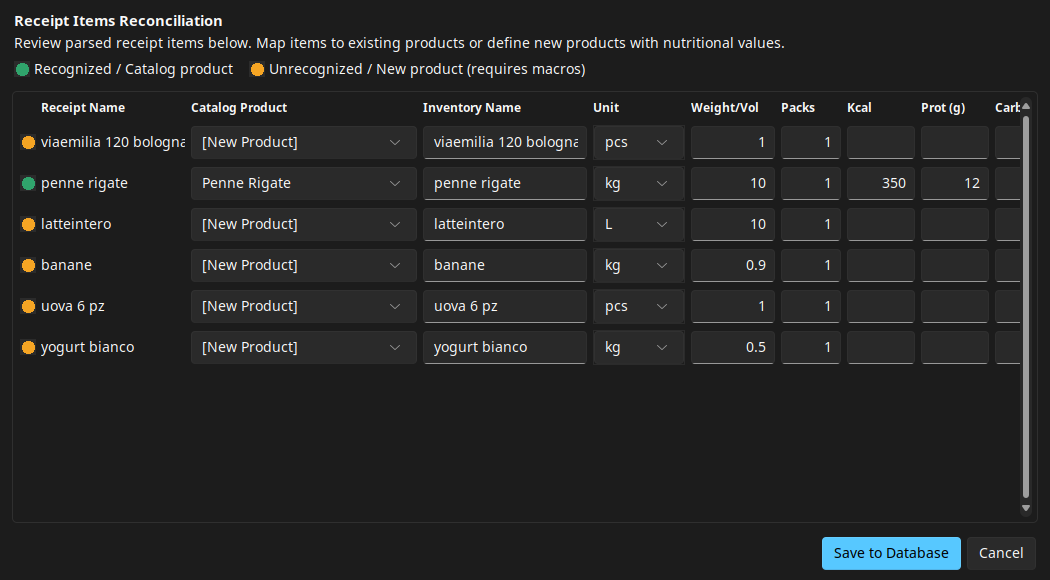 Receipt Items Reconciliation
Review parsed receipt items below. Map items to existing products or define new products with nutritional values.
Recognized / Catalog product Unrecognized / New product (requires macros)
Receipt Name Catalog Product Inventory Name Unit Weight/Vol Packs Kcal Prot (g) Carb
viaemilia 120 bologna [New Product] viaemilia 120 bologna pcs 1 1
penne rigate Penne Rigate penne rigate kg 10 1 350 12
latteintero [New Product] latteintero L 10 1
banane [New Product] banane kg 0.9 1
uova 6 pz [New Product] uova 6 pz pcs 1 1
yogurt bianco [New Product] yogurt bianco kg 0.5 1
Save to Database Cancel